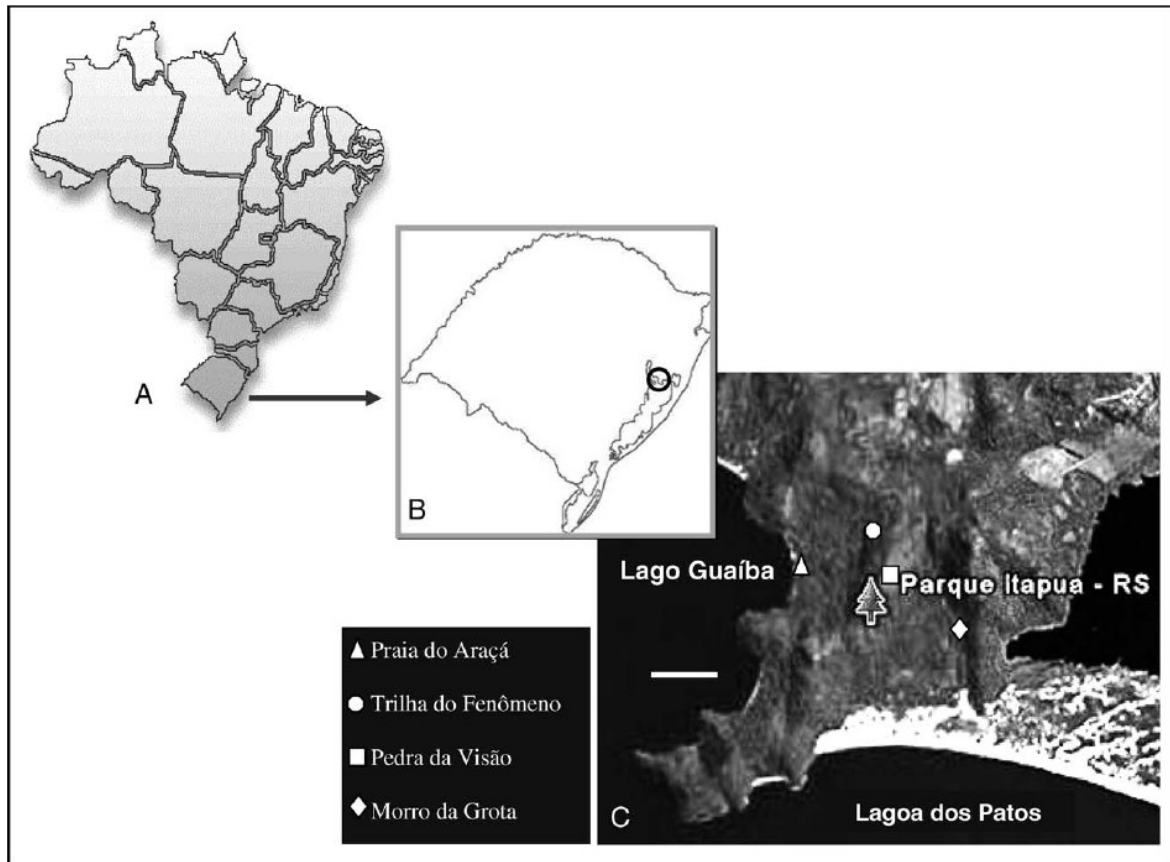 A
B
Lago Guaíba
Parque Itapua - RS
Praia do Araçá
Trilha do Fenômeno
Pedra da Visão
Morro da Grota
C
Lagoa dos Patos